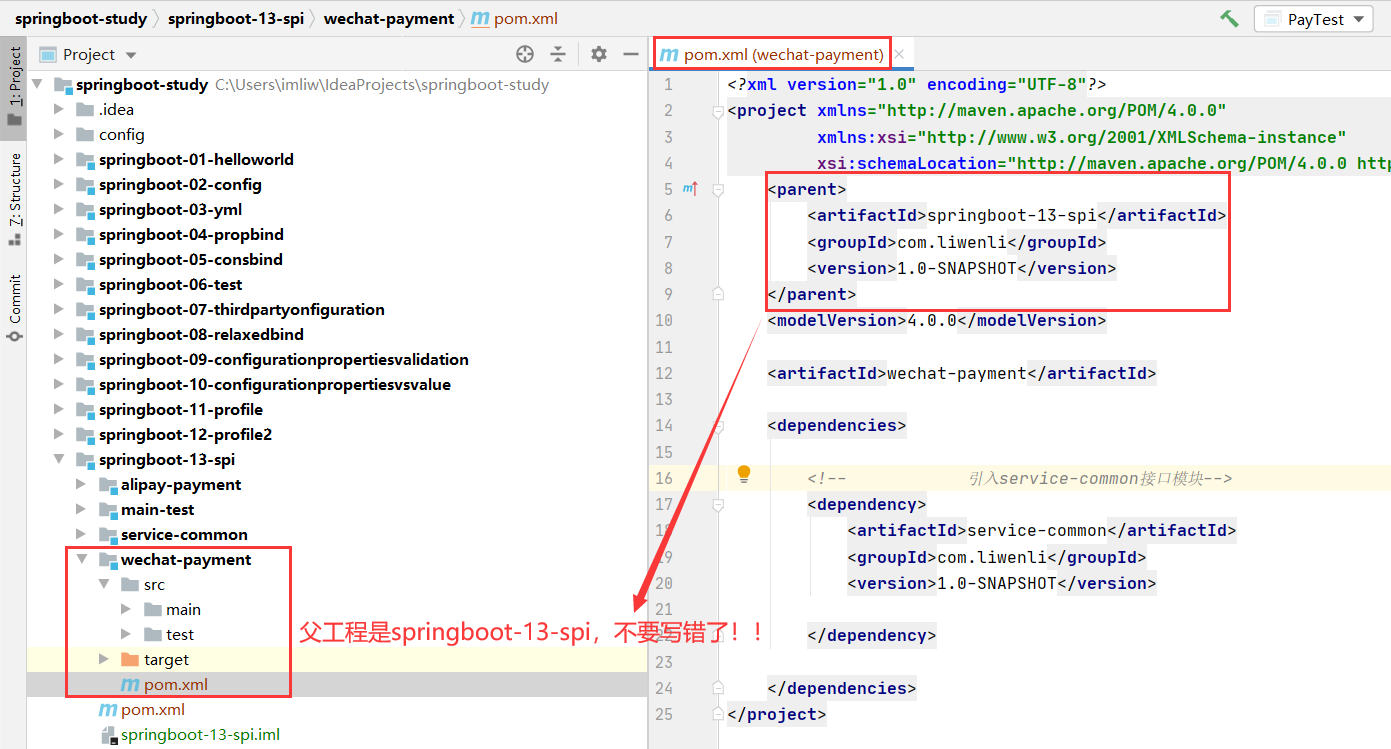 springboot-study 〉 springboot-13-spi 〉 wechat-payment 〉 pom.xml
PayTest
1: Project
Z: Structure
Commit
Project
springboot-study C:\Users\imliw\IdeaProjects\springboot-study
.idea
config
springboot-01-helloworld
springboot-02-config
springboot-03-yml
springboot-04-propbind
springboot-05-consbind
springboot-06-test
springboot-07-thirdpartyonfiguration
springboot-08-relaxedbind
springboot-09-configurationpropertiesvalidation
springboot-10-configurationpropertiesvsvalue
springboot-11-profile
springboot-12-profile2
springboot-13-spi
alipay-payment
main-test
service-common
wechat-payment
src
main
test
target
pom.xml
pom.xml
springboot-13-spi.iml
父工程是springboot-13-spi，不要写错了！！
pom.xml (wechat-payment)
1 <?xml version="1.0" encoding="UTF-8"?>
2 <project xmlns="http://maven.apache.org/POM/4.0.0"
3 xmlns:xsi="http://www.w3.org/2001/XMLSchema-instance"
4 xsi:schemaLocation="http://maven.apache.org/POM/4.0.0 http
5 <parent>
6 <artifactId>springboot-13-spi</artifactId>
7 <groupId>com.liwenli</groupId>
8 <version>1.0-SNAPSHOT</version>
9 </parent>
10 <modelVersion>4.0.0</modelVersion>
11
12 <artifactId>wechat-payment</artifactId>
13
14 <dependencies>
15
16 <!-- 引入service-common接口模块-->
17 <dependency>
18 <artifactId>service-common</artifactId>
19 <groupId>com.liwenli</groupId>
20 <version>1.0-SNAPSHOT</version>
21
</dependency>
23
24 </dependencies>
25 </project>